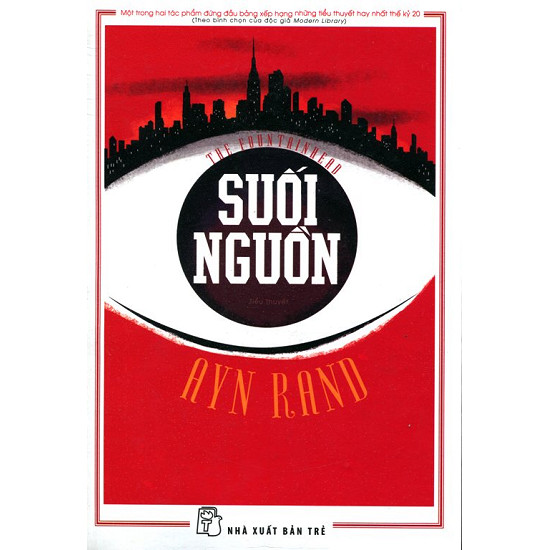 Một trong hai tác phẩm đứng đầu bảng xếp hạng những tiểu thuyết hay nhất thế kỷ 20
(Theo bình chọn của độc giả Modern Library)
THE FOUNTAINHEAD
SUỐI
NGUỒN
tiểu thuyết
AYN RAND
T
NHÀ XUẤT BẢN TRẺ